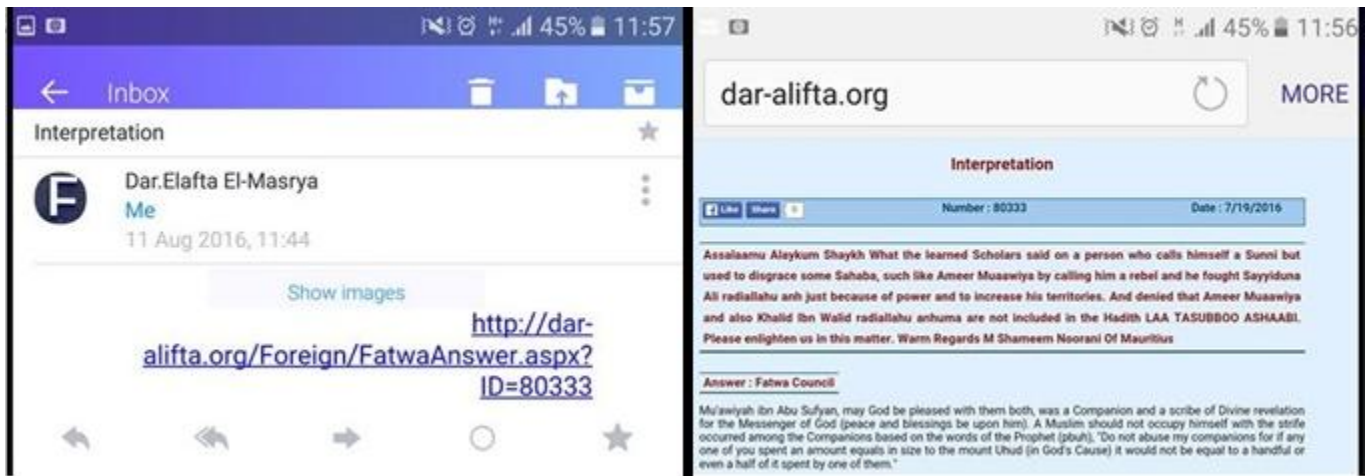 45% 11:57
Inbox
Interpretation
F
Dar.Elafta El-Masrya
Me
11 Aug 2016, 11:44
Show images
http://dar-
alifta.org/Foreign/FatwaAnswer.aspx?
ID=80333
45% 11:56
dar-alifta.org
MORE
Interpretation
Like Share 0 Number : 80333 Date : 7/19/2016
Assalaamu Alaykum Shaykh What the learned Scholars said on a person who calls himself a Sunni but
used to disgrace some Sahaba, such like Ameer Muaawiya by calling him a rebel and he fought Sayyiduna
Ali radiallahu anh just because of power and to increase his territories. And denied that Ameer Muaawiya
and also Khalid Ibn Walid radiallahu anhuma are not included in the Hadith LAA TASUBBOO ASHAABI.
Please enlighten us in this matter. Warm Regards M Shameem Noorani Of Mauritius
Answer : Fatwa Council
Mu'awiyah ibn Abu Sufyan, may God be pleased with them both, was a Companion and a scribe of Divine revelation
for the Messenger of God (peace and blessings be upon him). A Muslim should not occupy himself with the strife
occurred among the Companions based on the words of the Prophet (pbuh), "Do not abuse my companions for if any
one of you spent an amount equals in size to the mount Uhud (in God's Cause) it would not be equal to a handful or
even a half of it spent by one of them."